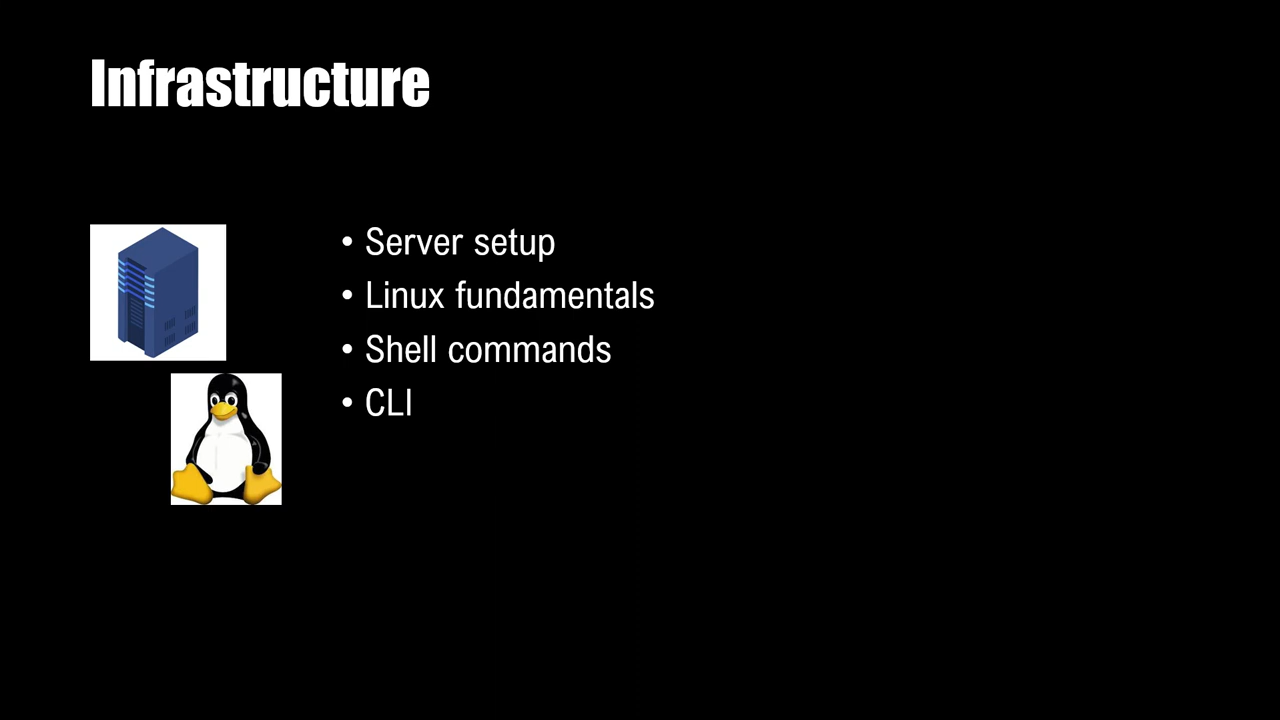 Infrastructure
• Server setup
• Linux fundamentals
• Shell commands
• CLI